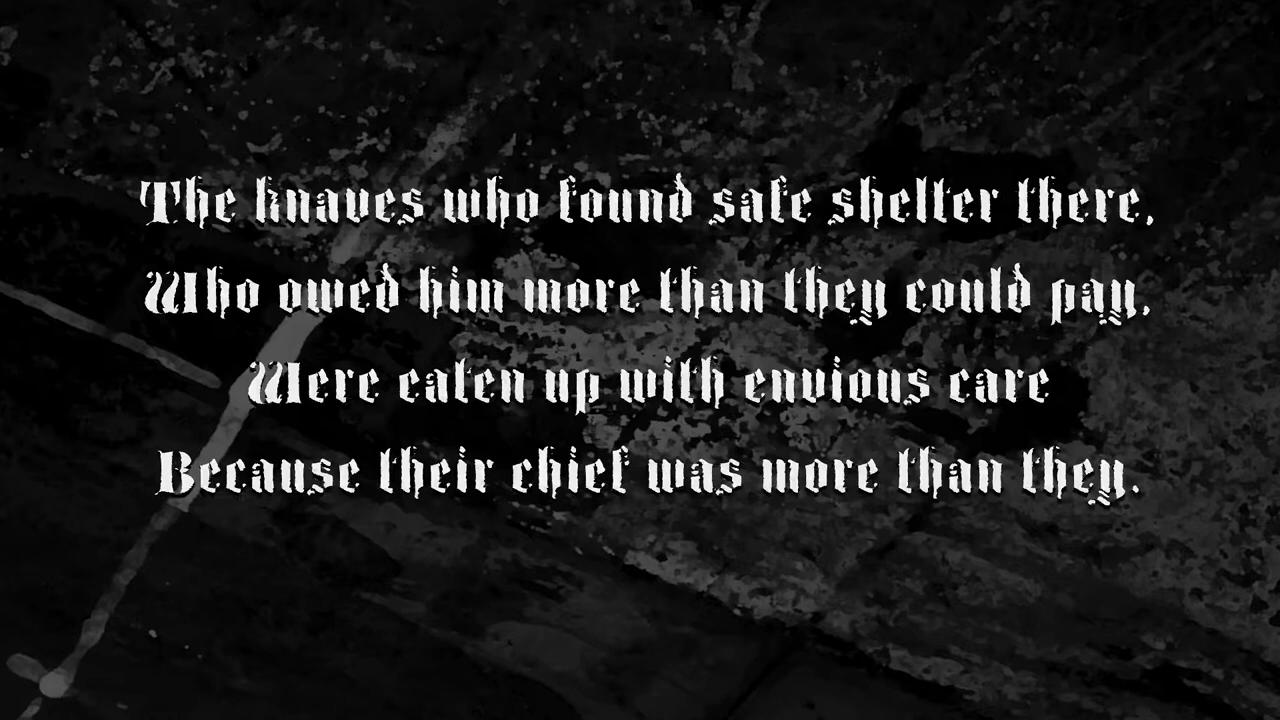 The knaves who found safe shelter there,
Who owed him more than they could pay,
Were eaten up with envious care
Because their chief was more than they.